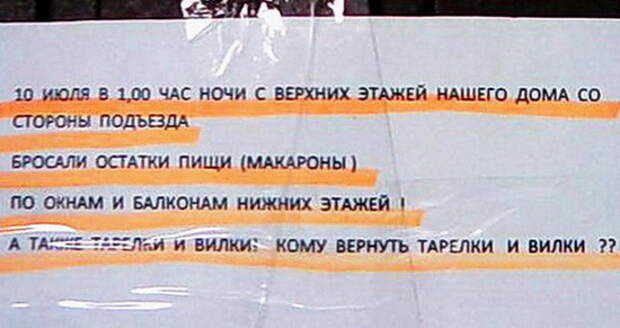 10 ИЮЛЯ В 1,00 ЧАС НОЧИ С ВЕРХНИХ ЭТАЖЕЙ НАШЕГО ДОМА СО
СТОРОНЫ ПОДЪЕЗДА
БРОСАЛИ ОСТАТКИ ПИЩИ (МАКАРОНЫ)
ПО ОКНАМ И БАЛКОНАМ НИЖНИХ ЭТАЖЕЙ !
А ТАКЖЕ ТАРЕЛКИ И ВИЛКИ: КОМУ ВЕРНУТЬ ТАРЕЛКИ И ВИЛКИ ??